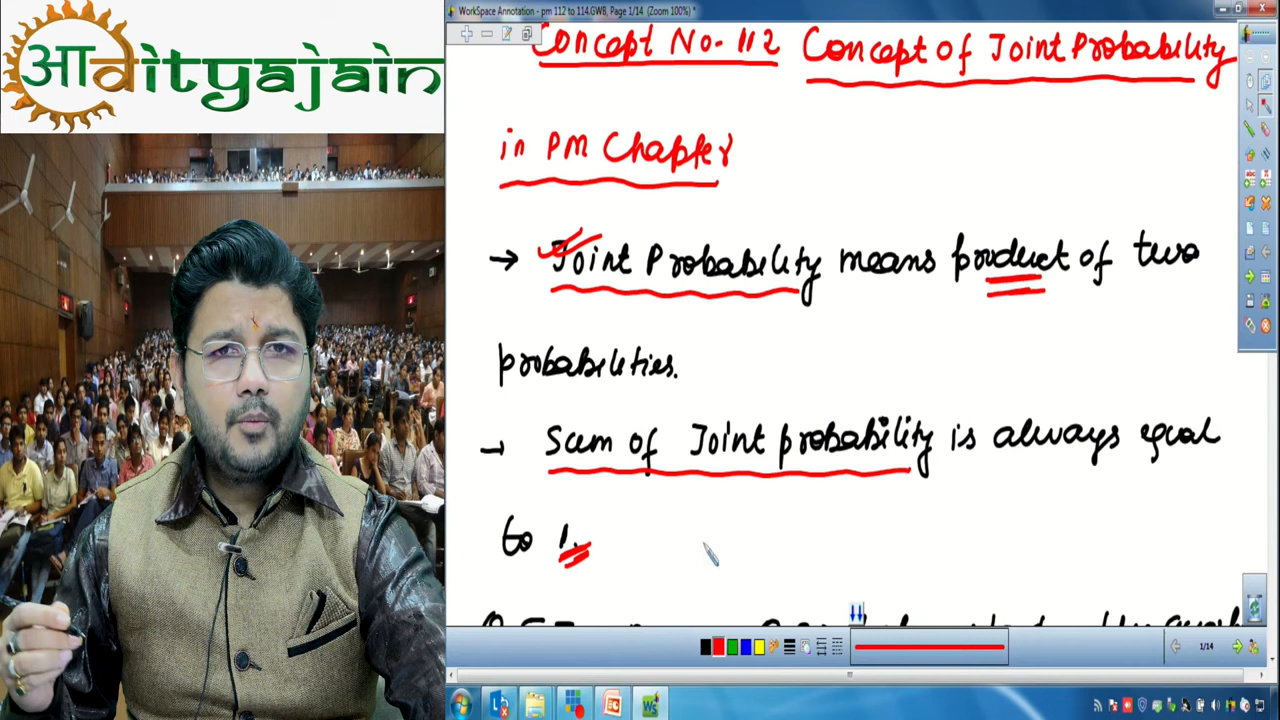 WorkSpace Annotation - pm 112 to 114.GWB, Page 1/14 (Zoom 100%) *
आdityajain
Concept No. 112 Concept of Joint Probability
in PM Chapter
→ Joint Probability means product of two
probabilities.
→ Sum of Joint probability is always equal
to 1.
1/14